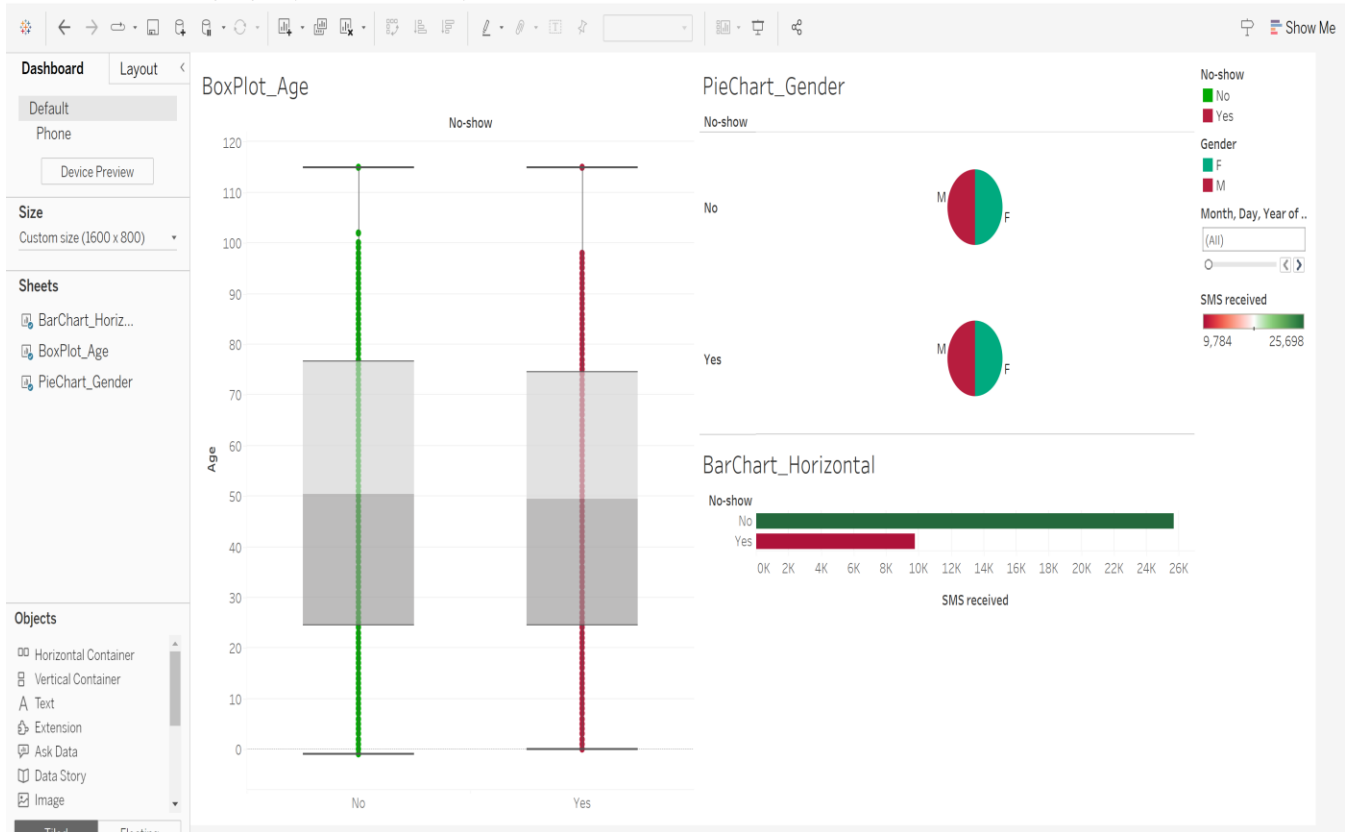 Show Me
Dashboard Layout
Default
Phone
Device Preview
Size
Custom size (1600 x 800)
Sheets
BarChart_Horiz...
BoxPlot_Age
PieChart_Gender
Objects
Horizontal Container
Vertical Container
Text
Extension
Ask Data
Data Story
Image
BoxPlot_Age
No-show
120
110
100
90
80
70
60
50
40
30
20
10
0
Age
No Yes
PieChart_Gender
No-show
No
M
F
Yes
M
F
BarChart_Horizontal
No-show
No
Yes
0K 2K 4K 6K 8K 10K 12K 14K 16K 18K 20K 22K 24K 26K
SMS received
No-show
No
Yes
Gender
F
M
Month, Day, Year of ..
(All)
SMS received
9,784 25,698